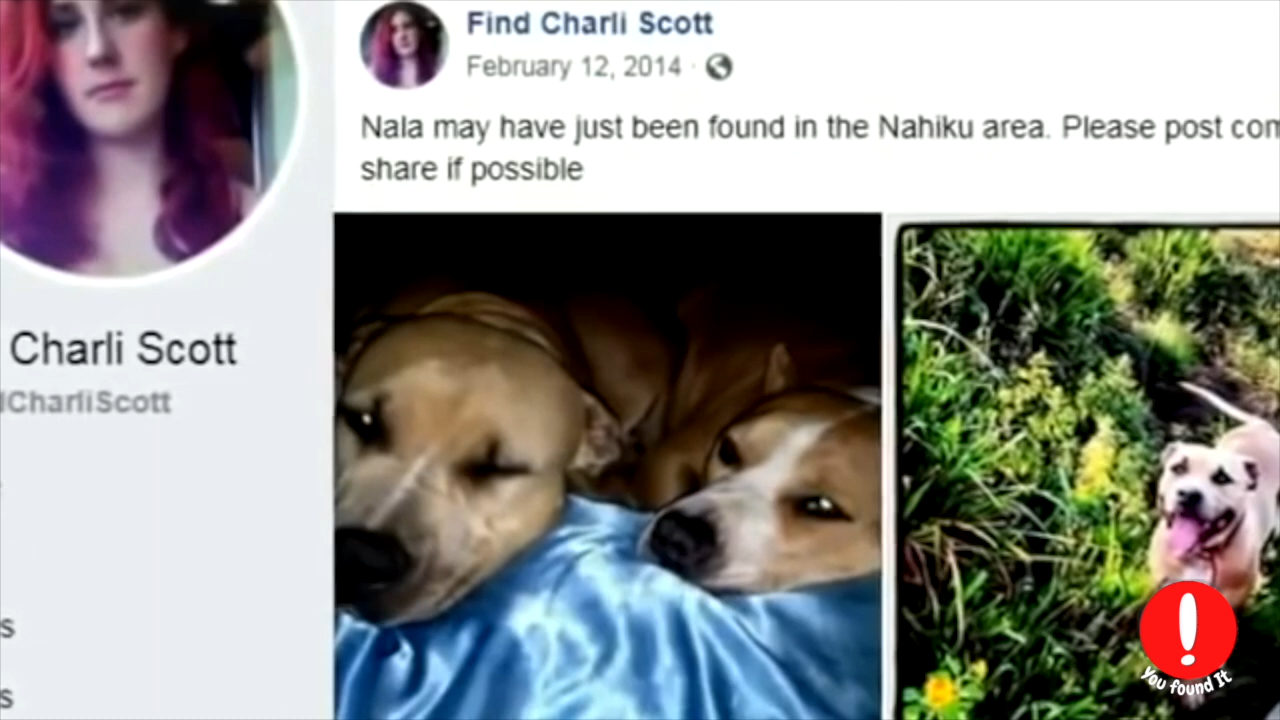 Find Charli Scott
February 12, 2014 ·
Nala may have just been found in the Nahiku area. Please post
share if possible
Charli Scott
CharliScott
s
s
You found It